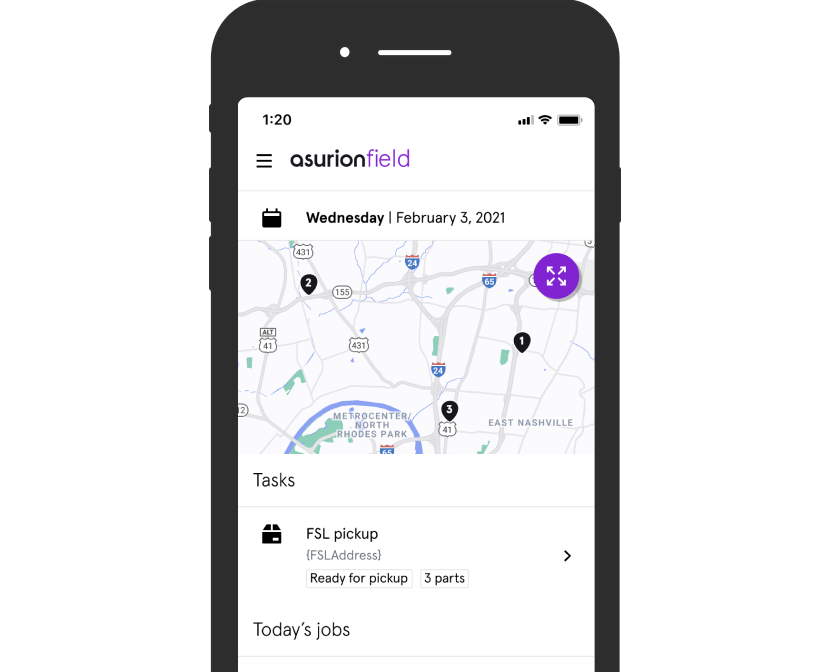 1:20
asurionfield
Wednesday | February 3, 2021
431
24
65
2
155
ALT
41
431
1
24
3
METROCENTER/
NORTH
RHODES PARK
EAST NASHVILLE
41
65
Tasks
FSL pickup
{FSLAddress}
Ready for pickup
3 parts
Today's jobs